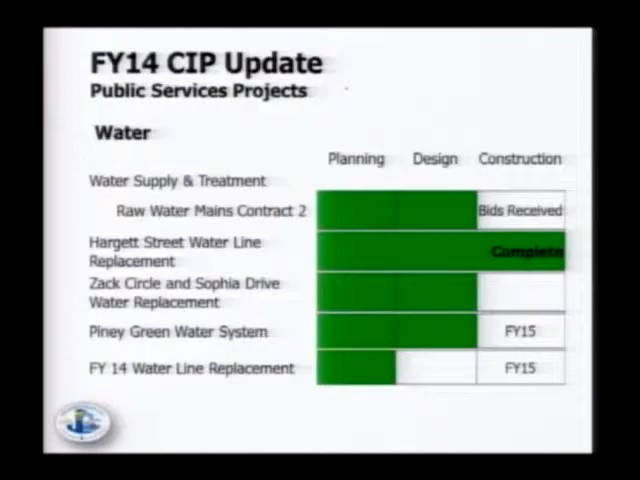 FY14 CIP Update
Public Services Projects
Water
Planning Design Construction
Water Supply & Treatment
Raw Water Mains Contract 2 Bids Received
Hargett Street Water Line
Replacement
Complete
Zack Circle and Sophia Drive
Water Replacement
Piney Green Water System FY15
FY 14 Water Line Replacement FY15